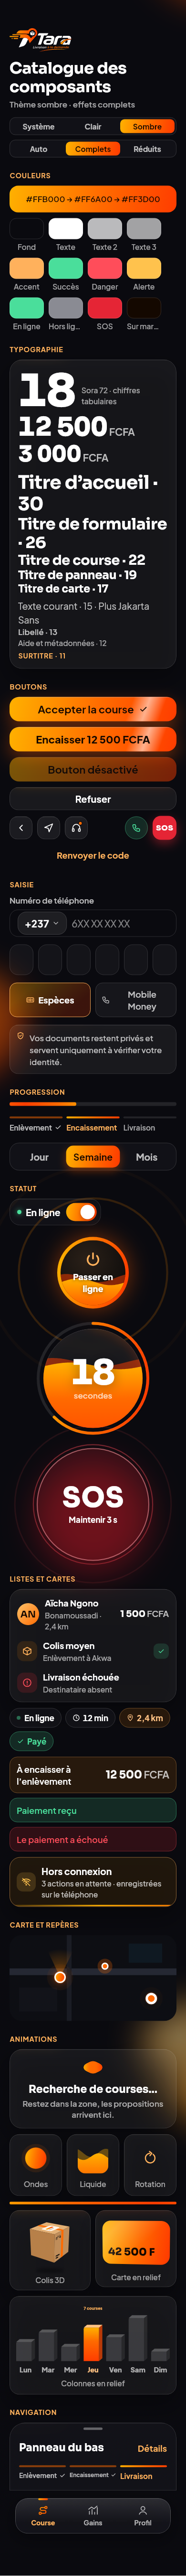 Tara
Catalogue des
composants
Thème sombre · effets complets
Système Clair Sombre
Auto Complets Réduits
COULEURS
#FFB000 → #FF6A00 → #FF3D00
Fond Texte Texte 2 Texte 3
Accent Succès Danger Alerte
En ligne Hors lig... SOS Sur mar...
TYPOGRAPHIE
18 Sora 72 · chiffres
tabulaires
12 500 FCFA
3 000 FCFA
Titre d'accueil ·
30
Titre de formulaire
· 26
Titre de course · 22
Titre de panneau · 19
Titre de carte · 17
Texte courant · 15 · Plus Jakarta
Sans
Libellé · 13
Aide et métadonnées · 12
SURTITRE · 11
BOUTONS
Accepter la course
Encaisser 12 500 FCFA
Bouton désactivé
Refuser
SOS
Renvoyer le code
SAISIE
Numéro de téléphone
+237 6XX XX XX XX
Espèces
Mobile
Money
Vos documents restent privés et
servent uniquement à vérifier votre
identité.
PROGRESSION
Enlèvement Encaissement Livraison
Jour Semaine Mois
STATUT
En ligne
Passer en
ligne
18
secondes
SOS
Maintenir 3 s
LISTES ET CARTES
AN
Aïcha Ngono
Bonamoussadi ·
2,4 km
1 500 FCFA
Colis moyen
Enlèvement à Akwa
Livraison échouée
Destinataire absent
En ligne 12 min 2,4 km
Payé
À encaisser à
l'enlèvement
12 500 FCFA
Paiement reçu
Le paiement a échoué
Hors connexion
3 actions en attente · enregistrées
sur le téléphone
CARTE ET REPÈRES
ANIMATIONS
Recherche de courses...
Restez dans la zone, les propositions
arrivent ici.
Ondes Liquide Rotation
42 500 F
Colis 3D Carte en relief
7 courses
Lun Mar Mer Jeu Ven Sam Dim
Colonnes en relief
NAVIGATION
Panneau du bas Détails
Enlèvement Encaissement Livraison
Course Gains Profil